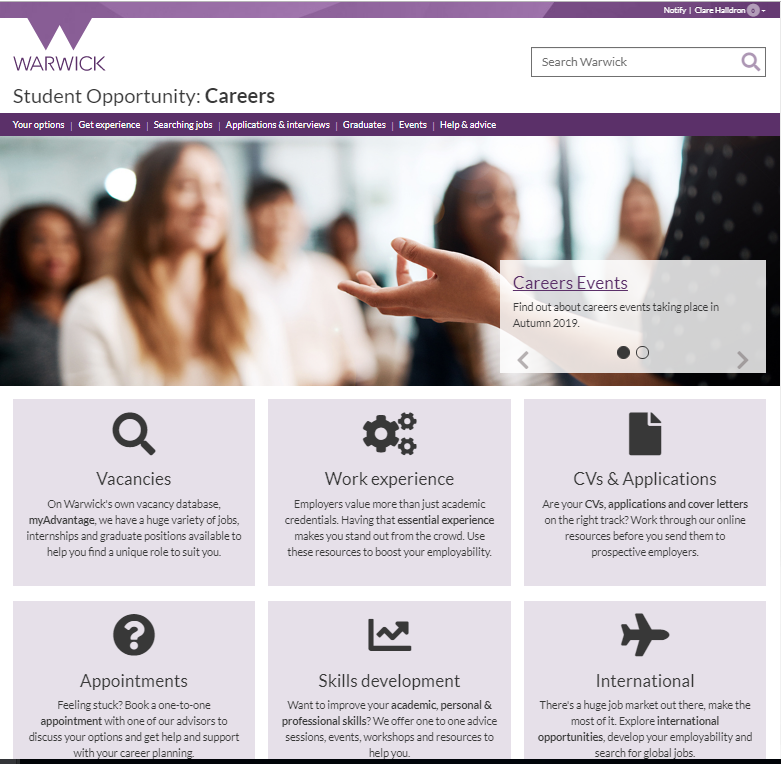 Notify | Clare Halldron 0
WARWICK
Search Warwick
Student Opportunity: Careers
Your options | Get experience | Searching jobs | Applications & interviews | Graduates | Events | Help & advice
Careers Events
Find out about careers events taking place in
Autumn 2019.
Vacancies
On Warwick's own vacancy database,
myAdvantage, we have a huge variety of jobs,
internships and graduate positions available to
help you find a unique role to suit you.
Work experience
Employers value more than just academic
credentials. Having that essential experience
makes you stand out from the crowd. Use
these resources to boost your employability.
CVs & Applications
Are your CVs, applications and cover letters
on the right track? Work through our online
resources before you send them to
prospective employers.
Appointments
Feeling stuck? Book a one-to-one
appointment with one of our advisors to
discuss your options and get help and support
with your career planning.
Skills development
Want to improve your academic, personal &
professional skills? We offer one to one advice
sessions, events, workshops and resources to
help you.
International
There's a huge job market out there, make the
most of it. Explore international
opportunities, develop your employability and
search for global jobs.